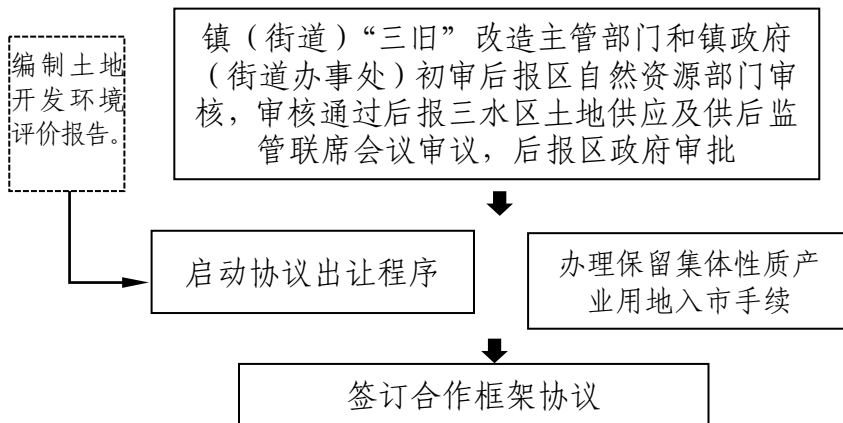 编制土地
开发环境
评价报告。
镇（街道）“三旧”改造主管部门和镇政府
（街道办事处）初审后报区自然资源部门审
核，审核通过后报三水区土地供应及供后监
管联席会议审议，后报区政府审批
启动协议出让程序
办理保留集体性质产
业用地入市手续
签订合作框架协议